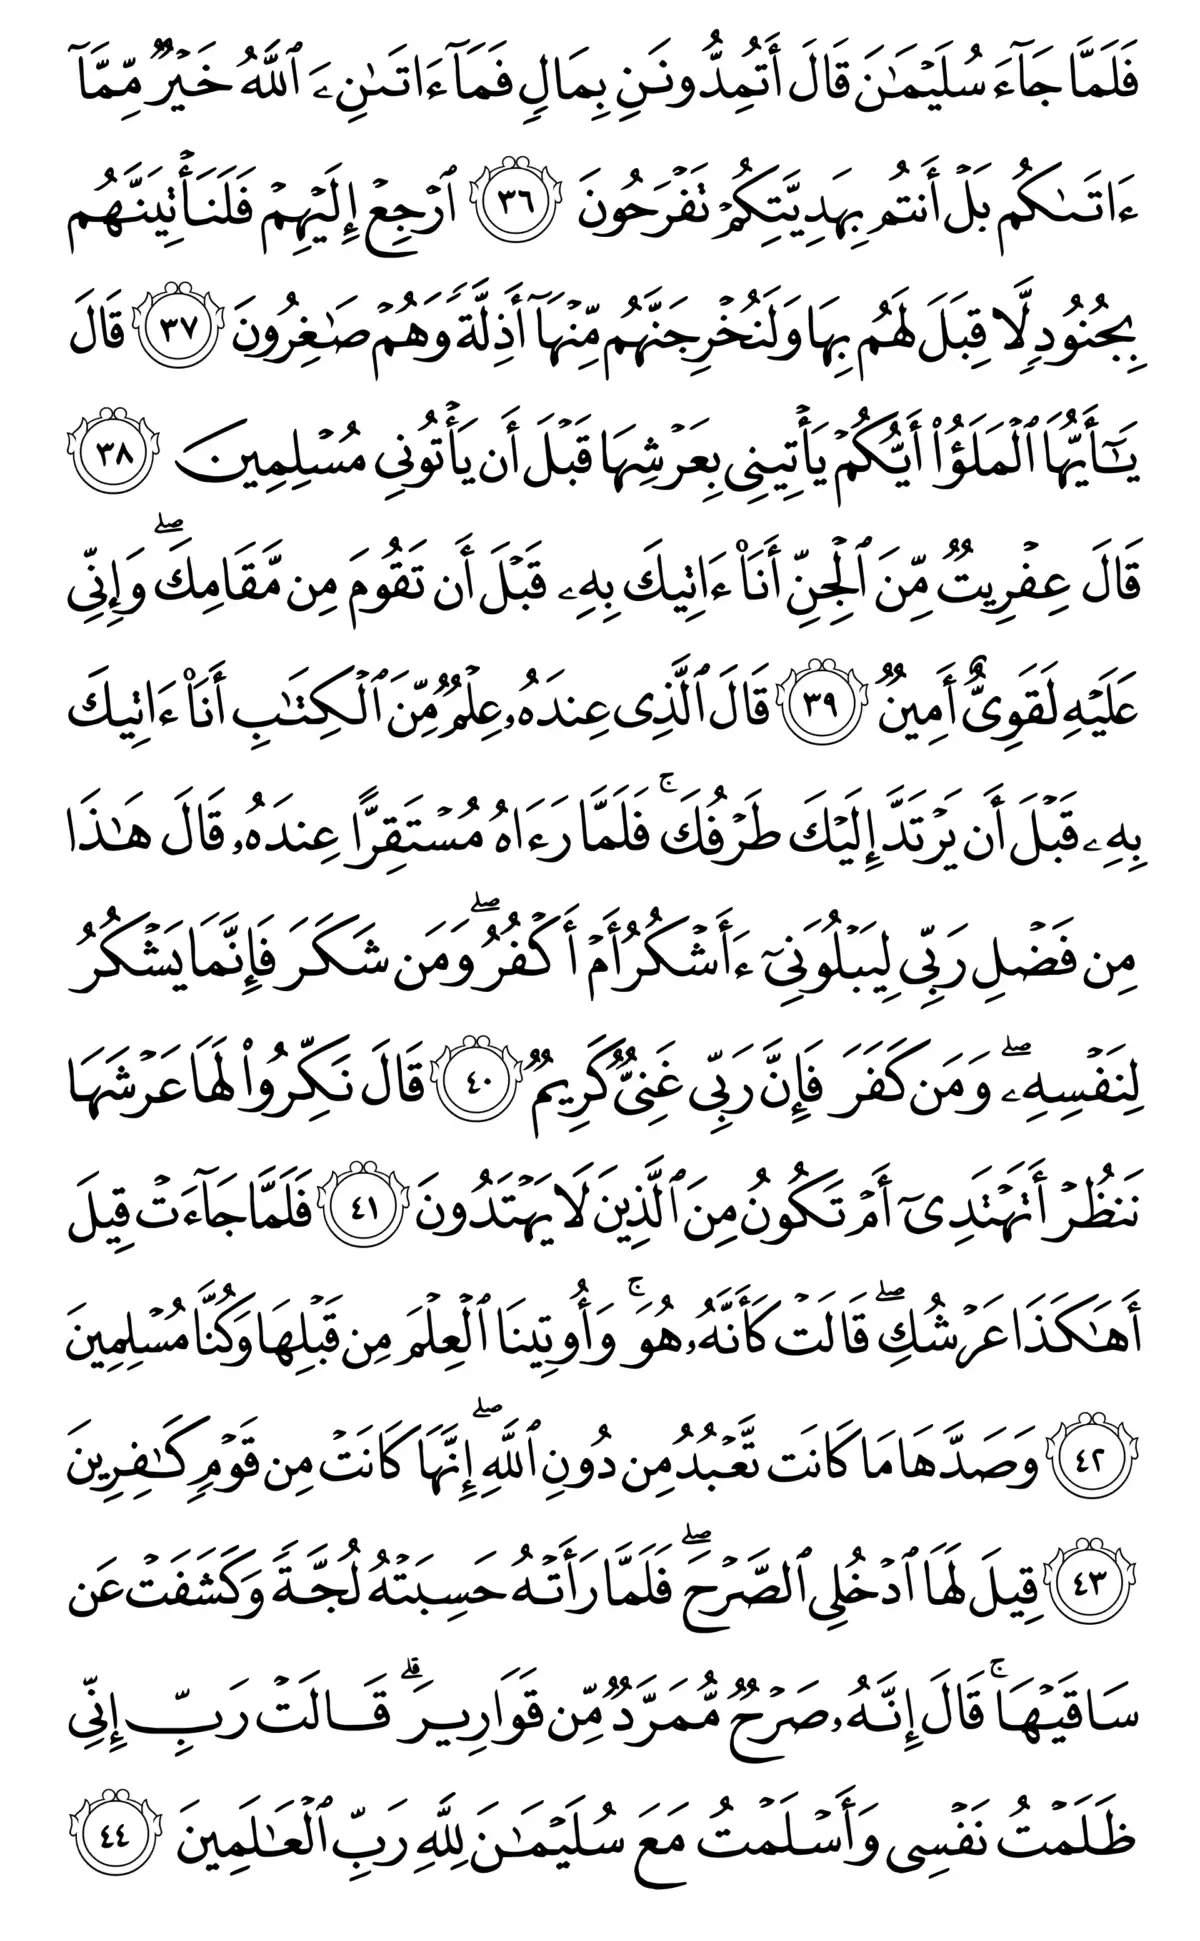 فَلَمَّا جَآءَ سُلَيْمَـٰنَ قَالَ أَتُمِدُّونَنِ بِمَالٍ فَمَآ ءَاتَىٰنِۦَ ٱللَّهُ خَيْرٌ مِّمَّآ
ءَاتَىٰكُم بَلْ أَنتُم بِهَدِيَّتِكُمْ تَفْرَحُونَ ٣٦ ٱرْجِعْ إِلَيْهِمْ فَلَنَأْتِيَنَّهُم
بِجُنُودٍ لَّا قِبَلَ لَهُم بِهَا وَلَنُخْرِجَنَّهُم مِّنْهَآ أَذِلَّةً وَهُمْ صَـٰغِرُونَ ٣٧ قَالَ
يَـٰٓأَيُّهَا ٱلْمَلَؤُا۟ أَيُّكُمْ يَأْتِينِى بِعَرْشِهَا قَبْلَ أَن يَأْتُونِى مُسْلِمِينَ ٣٨
قَالَ عِفْرِيتٌ مِّنَ ٱلْجِنِّ أَنَا۠ ءَاتِيكَ بِهِۦ قَبْلَ أَن تَقُومَ مِن مَّقَامِكَ ۖ وَإِنِّى
عَلَيْهِ لَقَوِىٌّ أَمِينٌ ٣٩ قَالَ ٱلَّذِى عِندَهُۥ عِلْمٌ مِّنَ ٱلْكِتَـٰبِ أَنَا۠ ءَاتِيكَ
بِهِۦ قَبْلَ أَن يَرْتَدَّ إِلَيْكَ طَرْفُكَ ۚ فَلَمَّا رَءَاهُ مُسْتَقِرًّا عِندَهُۥ قَالَ هَـٰذَا
مِن فَضْلِ رَبِّى لِيَبْلُوَنِىٓ ءَأَشْكُرُ أَمْ أَكْفُرُ ۖ وَمَن شَكَرَ فَإِنَّمَا يَشْكُرُ
لِنَفْسِهِۦ ۖ وَمَن كَفَرَ فَإِنَّ رَبِّى غَنِىٌّ كَرِيمٌ ٤٠ قَالَ نَكِّرُوا۟ لَهَا عَرْشَهَا
نَنظُرْ أَتَهْتَدِىٓ أَمْ تَكُونُ مِنَ ٱلَّذِينَ لَا يَهْتَدُونَ ٤١ فَلَمَّا جَآءَتْ قِيلَ
أَهَـٰكَذَا عَرْشُكِ ۖ قَالَتْ كَأَنَّهُۥ هُوَ ۚ وَأُوتِينَا ٱلْعِلْمَ مِن قَبْلِهَا وَكُنَّا مُسْلِمِينَ
٤٢ وَصَدَّهَا مَا كَانَت تَّعْبُدُ مِن دُونِ ٱللَّهِ ۖ إِنَّهَا كَانَتْ مِن قَوْمٍ كَـٰفِرِينَ
٤٣ قِيلَ لَهَا ٱدْخُلِى ٱلصَّرْحَ ۖ فَلَمَّا رَأَتْهُ حَسِبَتْهُ لُجَّةً وَكَشَفَتْ عَن
سَاقَيْهَا ۚ قَالَ إِنَّهُۥ صَرْحٌ مُّمَرَّدٌ مِّن قَوَارِيرَ ۗ قَالَتْ رَبِّ إِنِّى
ظَلَمْتُ نَفْسِى وَأَسْلَمْتُ مَعَ سُلَيْمَـٰنَ لِلَّهِ رَبِّ ٱلْعَـٰلَمِينَ ٤٤